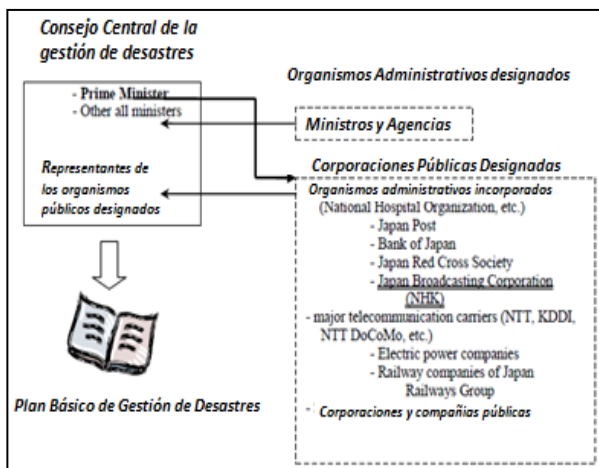 Consejo Central de la
gestión de desastres
- Prime Minister
- Other all ministers
Representantes de
los organismos
públicos designados
Plan Básico de Gestión de Desastres
Organismos Administrativos designados
Ministros y Agencias
Corporaciones Públicas Designadas
Organismos administrativos incorporados
(National Hospital Organization, etc.)
- Japan Post
- Bank of Japan
- Japan Red Cross Society
- Japan Broadcasting Corporation
(NHK)
- major telecommunication carriers (NTT, KDDI,
NTT DoCoMo, etc.)
- Electric power companies
- Railway companies of Japan
Railways Group
- Corporaciones y compañias públicas